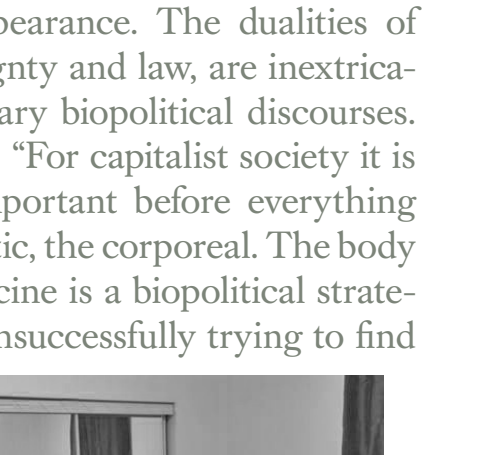 pearance. The dualities of
gnty and law, are inextrica-
ary biopolitical discourses.
“For capitalist society it is
portant before everything
tic, the corporeal. The body
cine is a biopolitical strate-
nsuccessfully trying to find